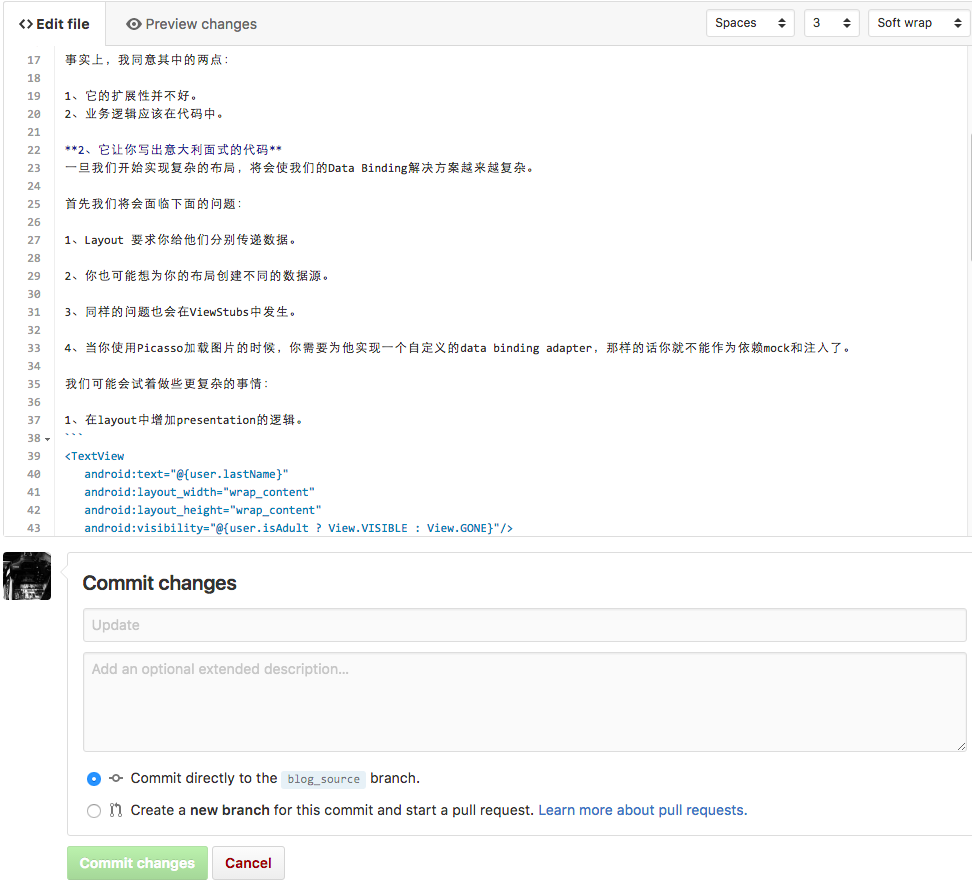 Edit file
Preview changes
Spaces
3
Soft wrap
17 事实上，我同意其中的两点：
18
19 1、它的扩展性并不好。
20 2、业务逻辑应该在代码中。
21
22 **2、它让你写出意大利面式的代码**
23 一旦我们开始实现复杂的布局，将会使我们的Data Binding解决方案越来越复杂。
24
25 首先我们将会面临下面的问题：
26
27 1、Layout 要求你给他们分别传递数据。
28
29 2、你也可能想为你的布局创建不同的数据源。
30
31 3、同样的问题也会在ViewStubs中发生。
32
33 4、当你使用Picasso加载图片的时候，你需要为他实现一个自定义的data binding adapter，那样的话你就不能作为依赖mock和注入了。
34
35 我们可能会试着做些更复杂的事情：
36
37 1、在layout中增加presentation的逻辑。
38 ```
39 <TextView
40 android:text="@{user.lastName}"
41 android:layout_width="wrap_content"
42 android:layout_height="wrap_content"
43 android:visibility="@{user.isAdult ? View.VISIBLE : View.GONE}"/>
Commit changes
Update
Add an optional extended description...
Commit directly to the blog_source branch.
Create a new branch for this commit and start a pull request. Learn more about pull requests.
Commit changes
Cancel